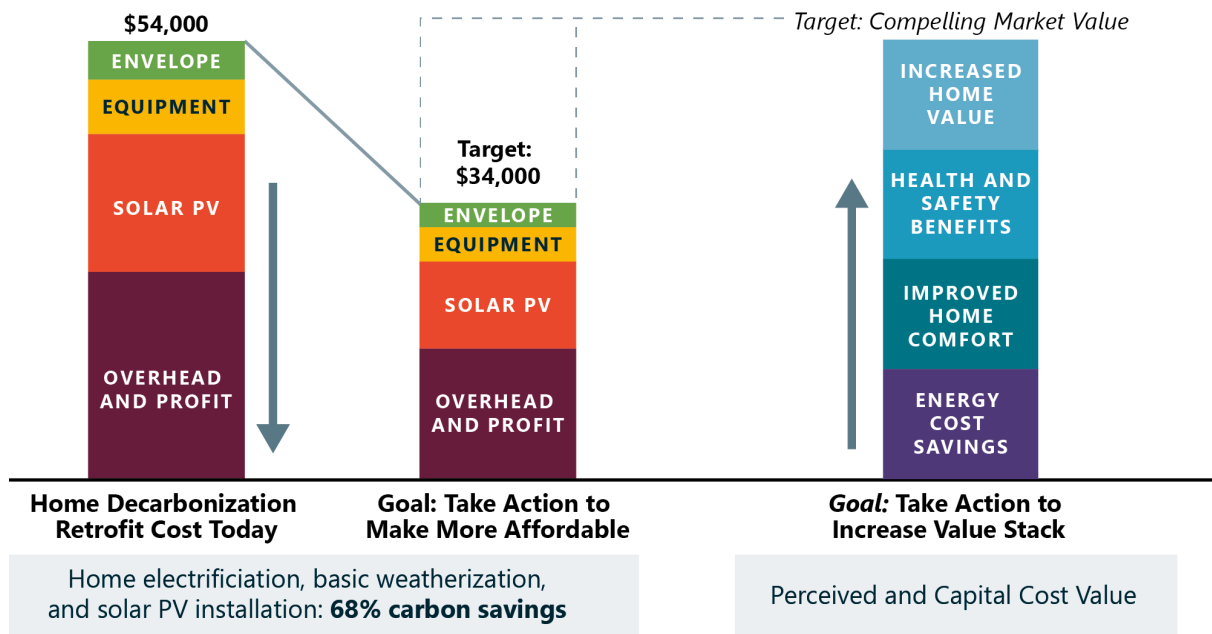 $54,000
ENVELOPE
EQUIPMENT
SOLAR PV
OVERHEAD
AND PROFIT
Target:
$34,000
ENVELOPE
EQUIPMENT
SOLAR PV
OVERHEAD
AND PROFIT
Target: Compelling Market Value
INCREASED
HOME
VALUE
HEALTH AND
SAFETY
BENEFITS
IMPROVED
HOME
COMFORT
ENERGY
COST
SAVINGS
Home Decarbonization
Retrofit Cost Today
Goal: Take Action to
Make More Affordable
Goal: Take Action to
Increase Value Stack
Home electrificiation, basic weatherization,
and solar PV installation: 68% carbon savings
Perceived and Capital Cost Value